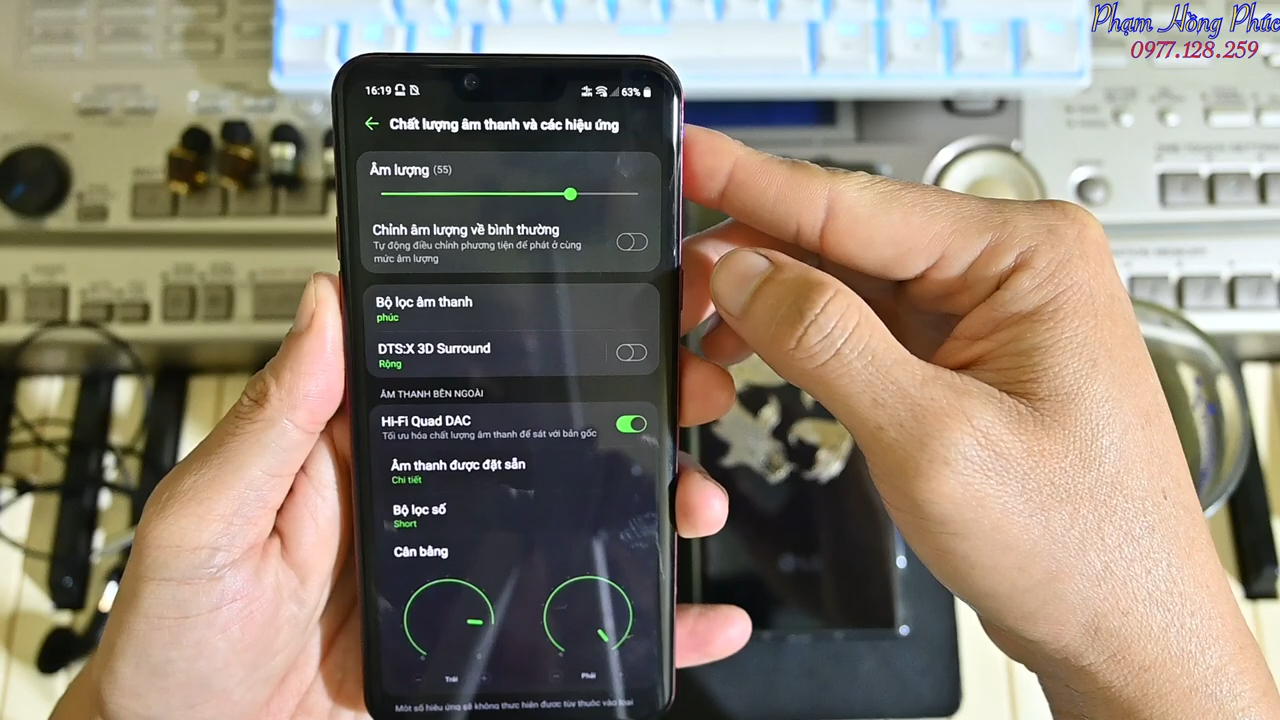 Phạm Hồng Phúc
0977.128.259
16:19
63%
Chất lượng âm thanh và các hiệu ứng
Âm lượng (55)
Chỉnh âm lượng về bình thường
Tự động điều chỉnh phương tiện để phát ở cùng
mức âm lượng
Bộ lọc âm thanh
phúc
DTS:X 3D Surround
Rộng
ÂM THANH BÊN NGOÀI
Hi-Fi Quad DAC
Tối ưu hóa chất lượng âm thanh để sát với bản gốc
Âm thanh được đặt sẵn
Chi tiết
Bộ lọc số
Short
Cân bằng
Trái
Phải
Một số hiệu ứng sẽ không thực hiện được tùy thuộc vào loại